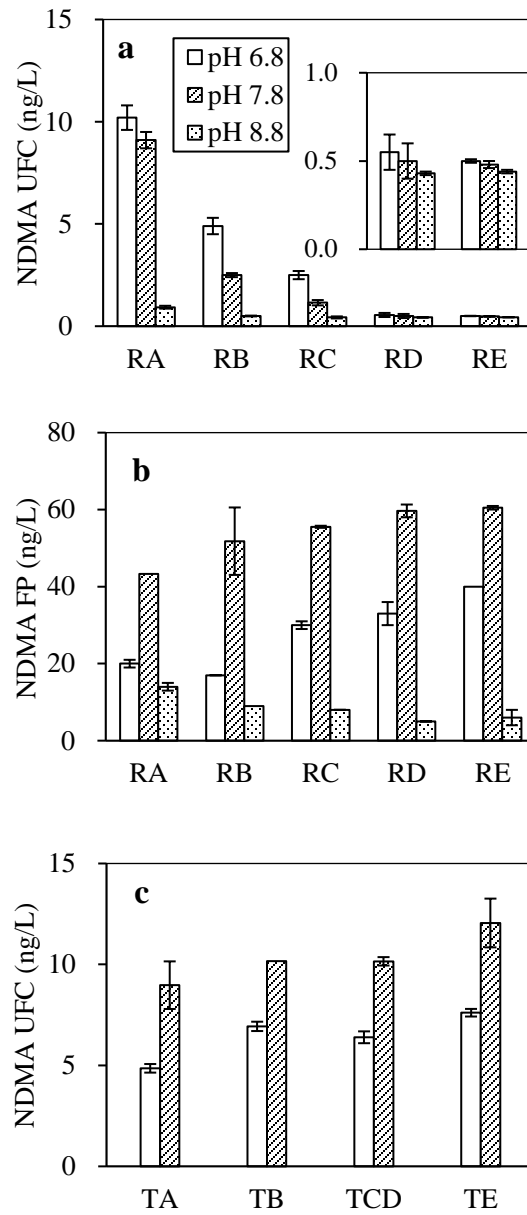 15
10
5
0
NDMA UFC (ng/L)
a
pH 6.8
pH 7.8
pH 8.8
1.0
0.5
0.0
RA RB RC RD RE
80
60
40
20
0
NDMA FP (ng/L)
b
RA RB RC RD RE
15
10
5
0
NDMA UFC (ng/L)
c
TA TB TCD TE